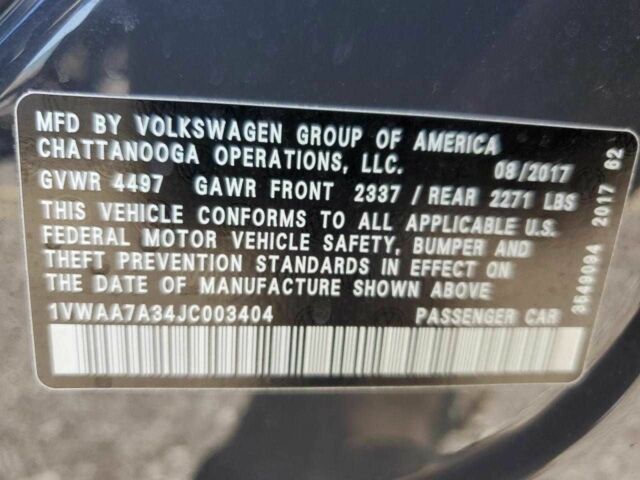 MFD BY VOLKSWAGEN GROUP OF AMERICA
CHATTANOOGA OPERATIONS, LLC. 08/2017
GVWR 4497 GAWR FRONT 2337 / REAR 2271 LBS
THIS VEHICLE CONFORMS TO ALL APPLICABLE U.S.
FEDERAL MOTOR VEHICLE SAFETY, BUMPER AND
THEFT PREVENTION STANDARDS IN EFFECT ON
THE DATE OF MANUFACTURE SHOWN ABOVE
1VWAA7A34JC003404 PASSENGER CAR
3549094 2017 62